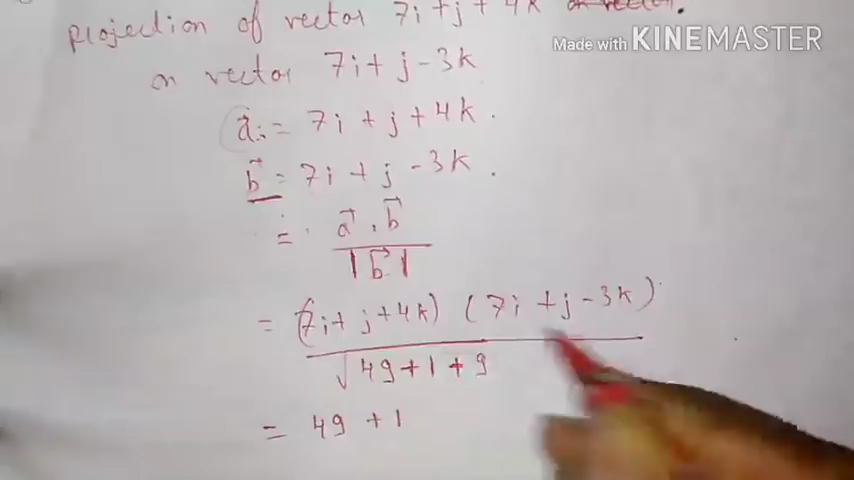 projection of vector 7i+j+4k
Made with KINEMASTER
on vector 7i+j-3k
a⃗ = 7i + j + 4k.
b⃗ = 7i + j - 3k.
= a⃗ . b⃗
|b⃗|
= (7i+j+4k) (7i+j-3k)
√49+1+9
= 49 + 1